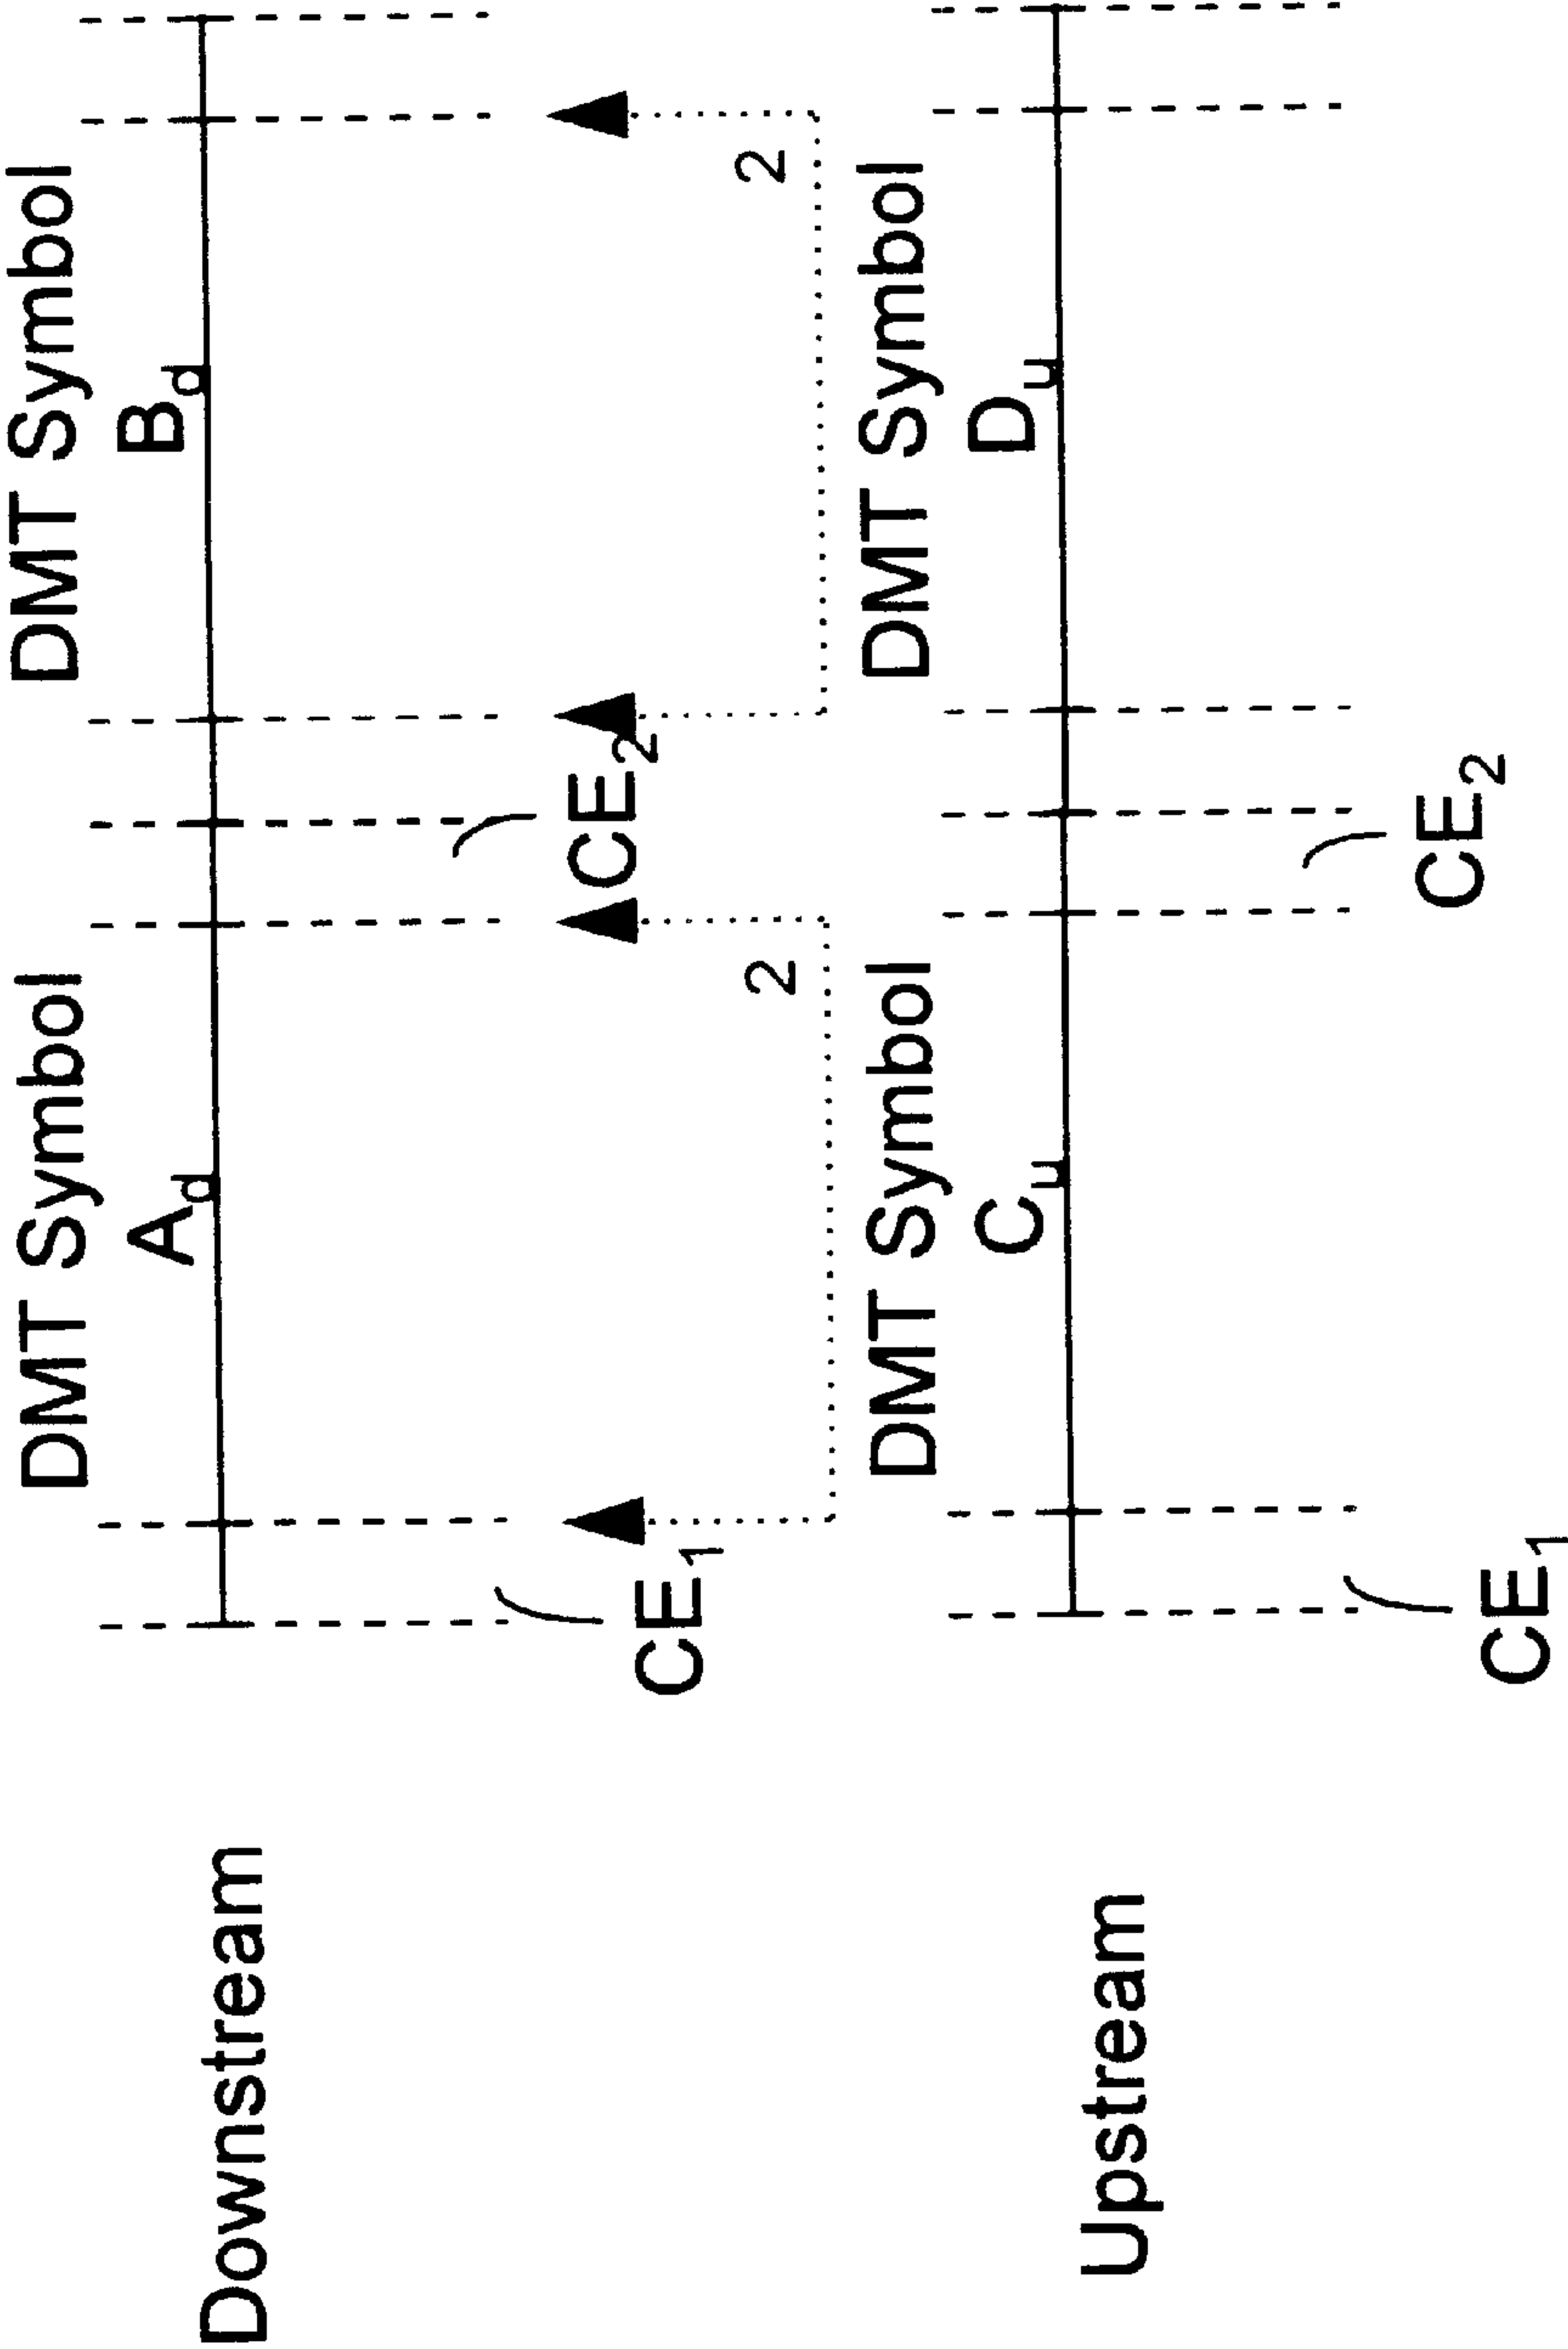 DMT Symbol DMT Symbol
A_d B_d
Downstream
CE_2
CE_1
2 2
DMT Symbol DMT Symbol
C_u D_u
Upstream
CE_2
CE_1